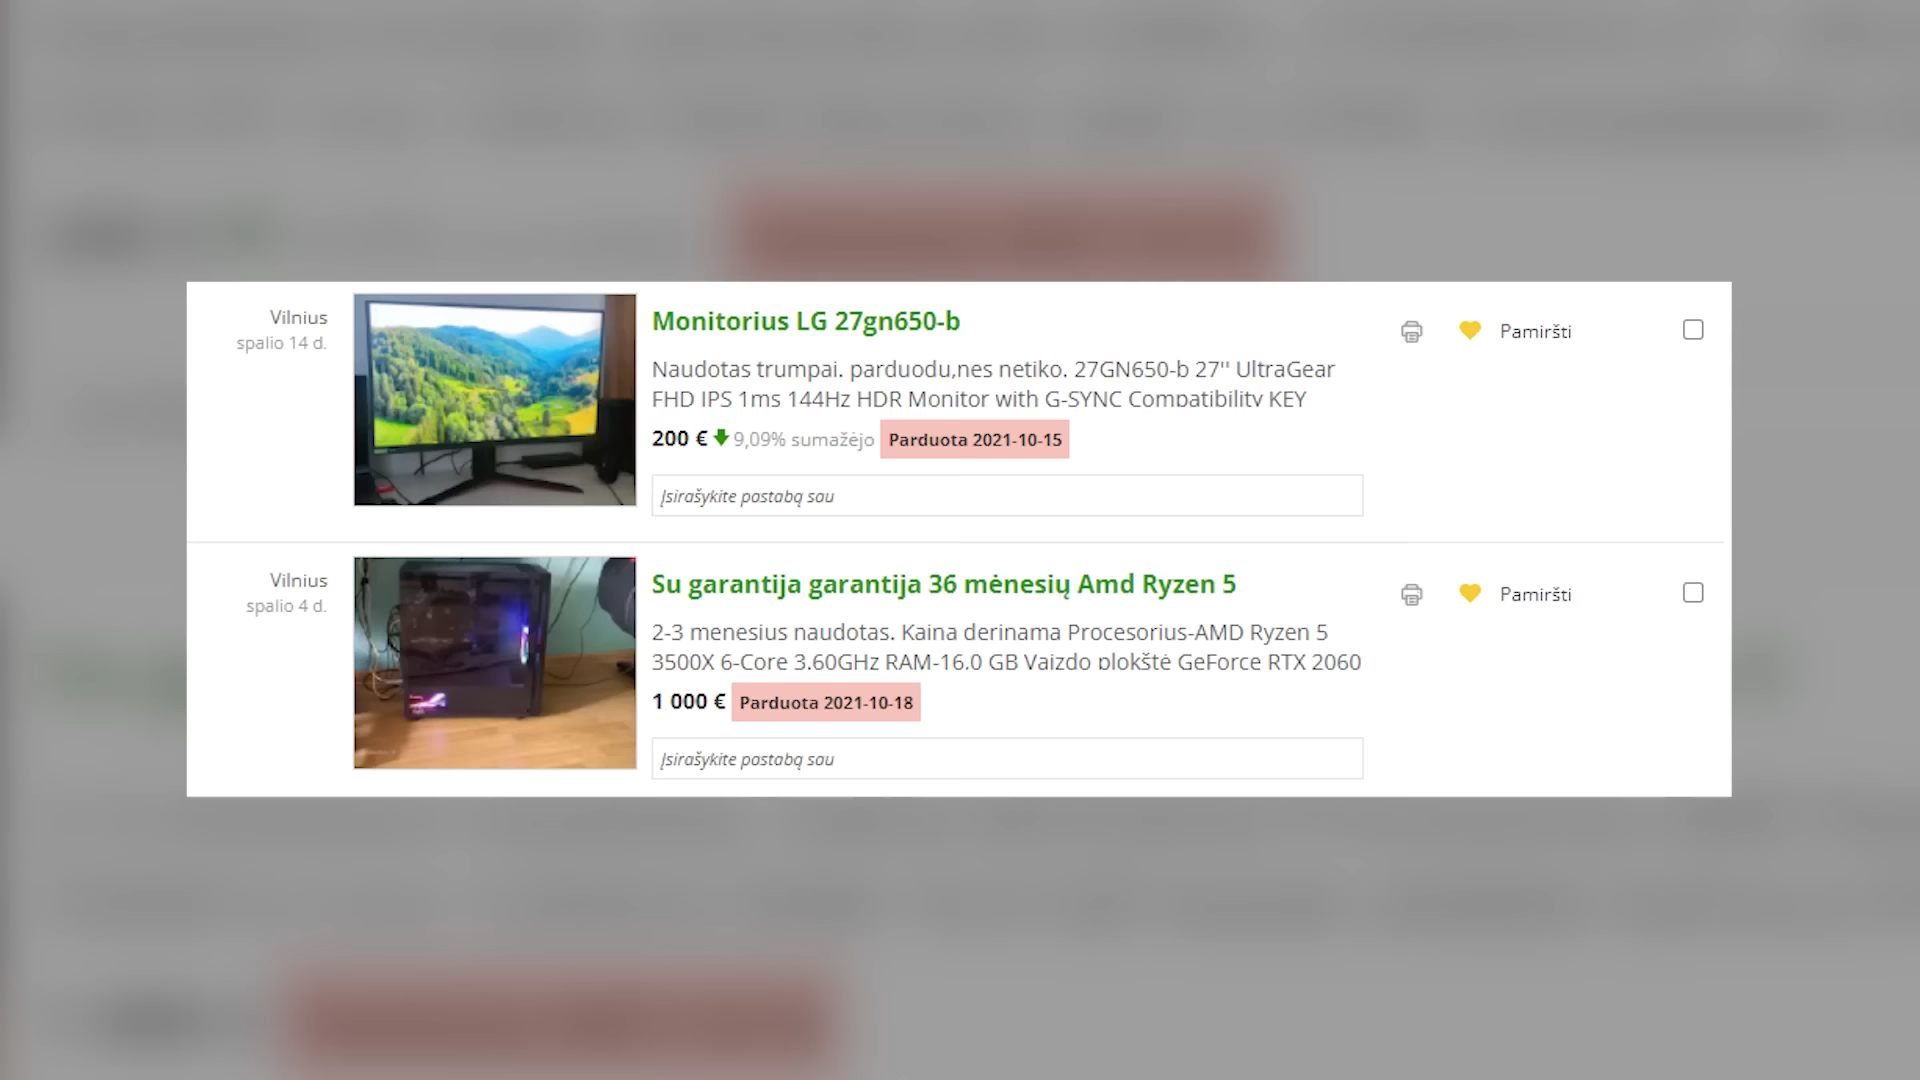 Vilnius
spalio 14 d.
Monitorius LG 27gn650-b
Naudotas trumpai. parduodu,nes netiko. 27GN650-b 27'' UltraGear
FHD IPS 1ms 144Hz HDR Monitor with G-SYNC Compatibility KEY
200 € 9,09% sumažėjo Parduota 2021-10-15
Įsirašykite pastabą sau
Pamiršti
Vilnius
spalio 4 d.
Su garantija garantija 36 mėnesių Amd Ryzen 5
2-3 menesius naudotas. Kaina derinama Procesorius-AMD Ryzen 5
3500X 6-Core 3.60GHz RAM-16.0 GB Vaizdo plokštė GeForce RTX 2060
1 000 € Parduota 2021-10-18
Įsirašykite pastabą sau
Pamiršti